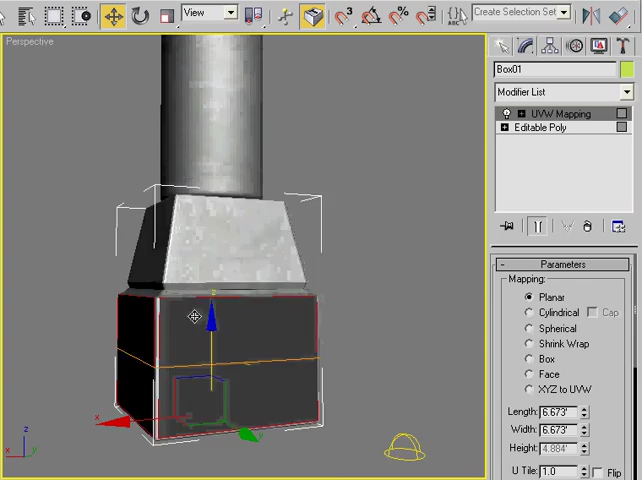 View
3
%
{}
ABC
Create Selection Set
Perspective
Box01
Modifier List
UVW Mapping
Editable Poly
Parameters
Mapping:
Planar
Cylindrical Cap
Spherical
Shrink Wrap
Box
Face
XYZ to UVW
Length: 6.673'
Width: 6.673'
Height: 4.884'
U Tile: 1.0 Flip
z
x
y
z
x
y